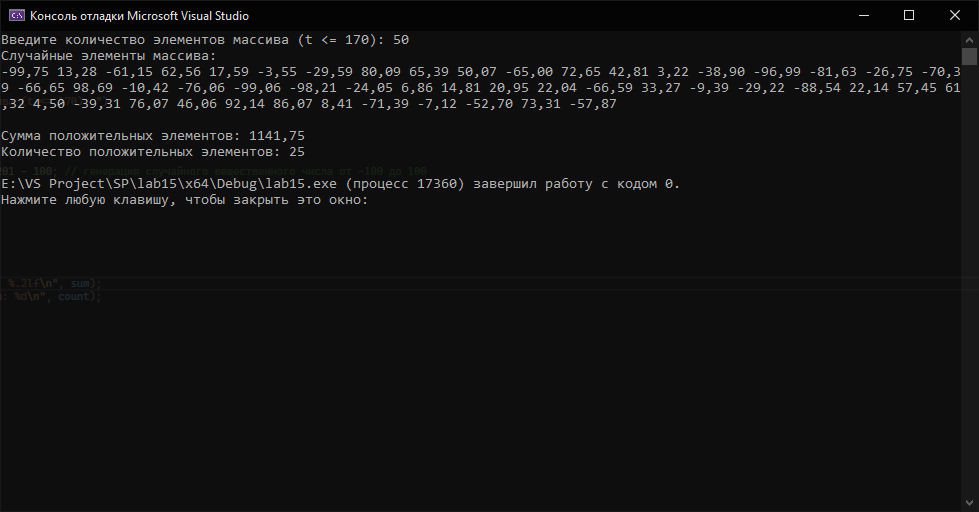 Консоль отладки Microsoft Visual Studio
Введите количество элементов массива (t <= 170): 50
Случайные элементы массива:
-99,75 13,28 -61,15 62,56 17,59 -3,55 -29,59 80,09 65,39 50,07 -65,00 72,65 42,81 3,22 -38,90 -96,99 -81,63 -26,75 -70,3
9 -66,65 98,69 -10,42 -76,06 -99,06 -98,21 -24,05 6,86 14,81 20,95 22,04 -66,59 33,27 -9,39 -29,22 -88,54 22,14 57,45 61
,32 4,50 -39,31 76,07 46,06 92,14 86,07 8,41 -71,39 -7,12 -52,70 73,31 -57,87
Сумма положительных элементов: 1141,75
Количество положительных элементов: 25
201 - 100; // генерация случайного вещественного числа от -100 до 100
E:\VS Project\SP\lab15\x64\Debug\lab15.exe (процесс 17360) завершил работу с кодом 0.
Нажмите любую клавишу, чтобы закрыть это окно:
%.2lf\n", sum);
: %d\n", count);